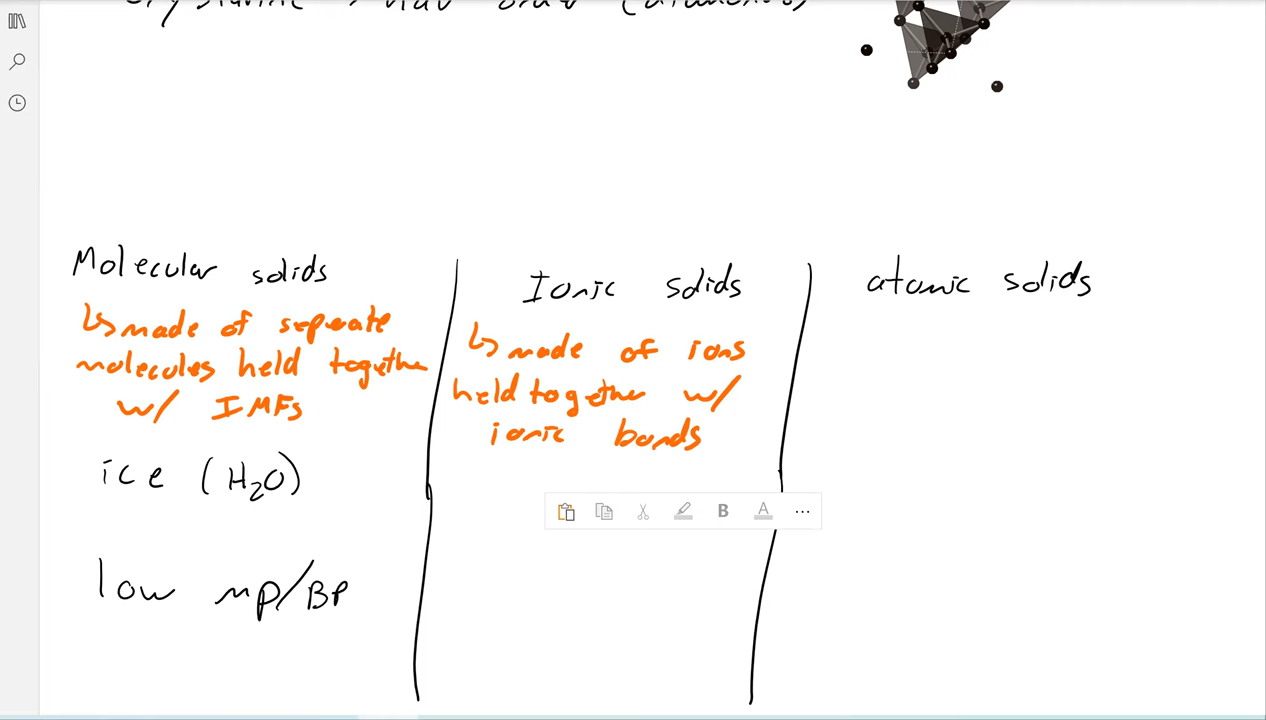 Molecular solids
↳ made of separate
molecules held together
w/ IMFs
ice (H₂O)
low mp/BP
Ionic solids
↳ made of ions
held together w/
ionic bonds
B A ...
atomic solids